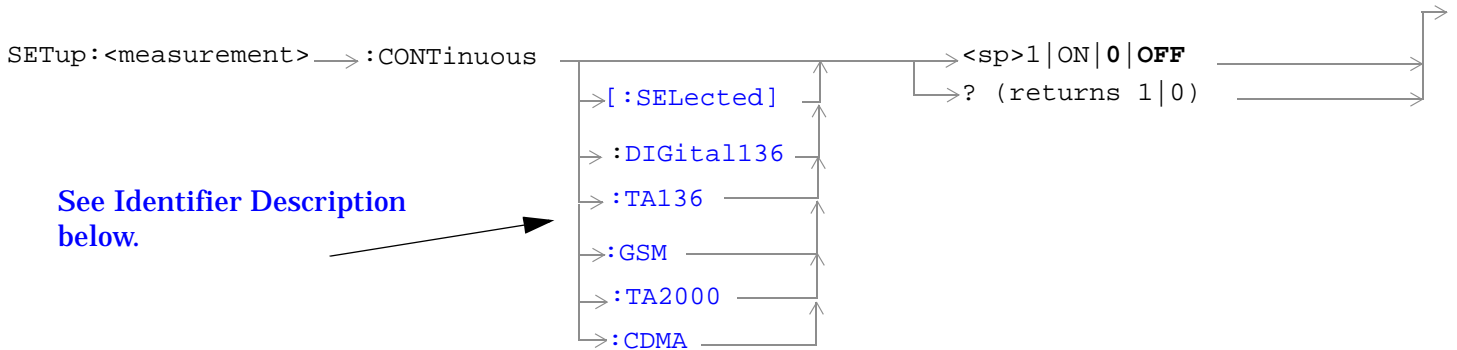 SETup:<measurement> :CONTinuous <sp>1|ON|0|OFF
[:SELected] ? (returns 1|0)
:DIGital136
:TA136
See Identifier Description
below.
:GSM
:TA2000
:CDMA